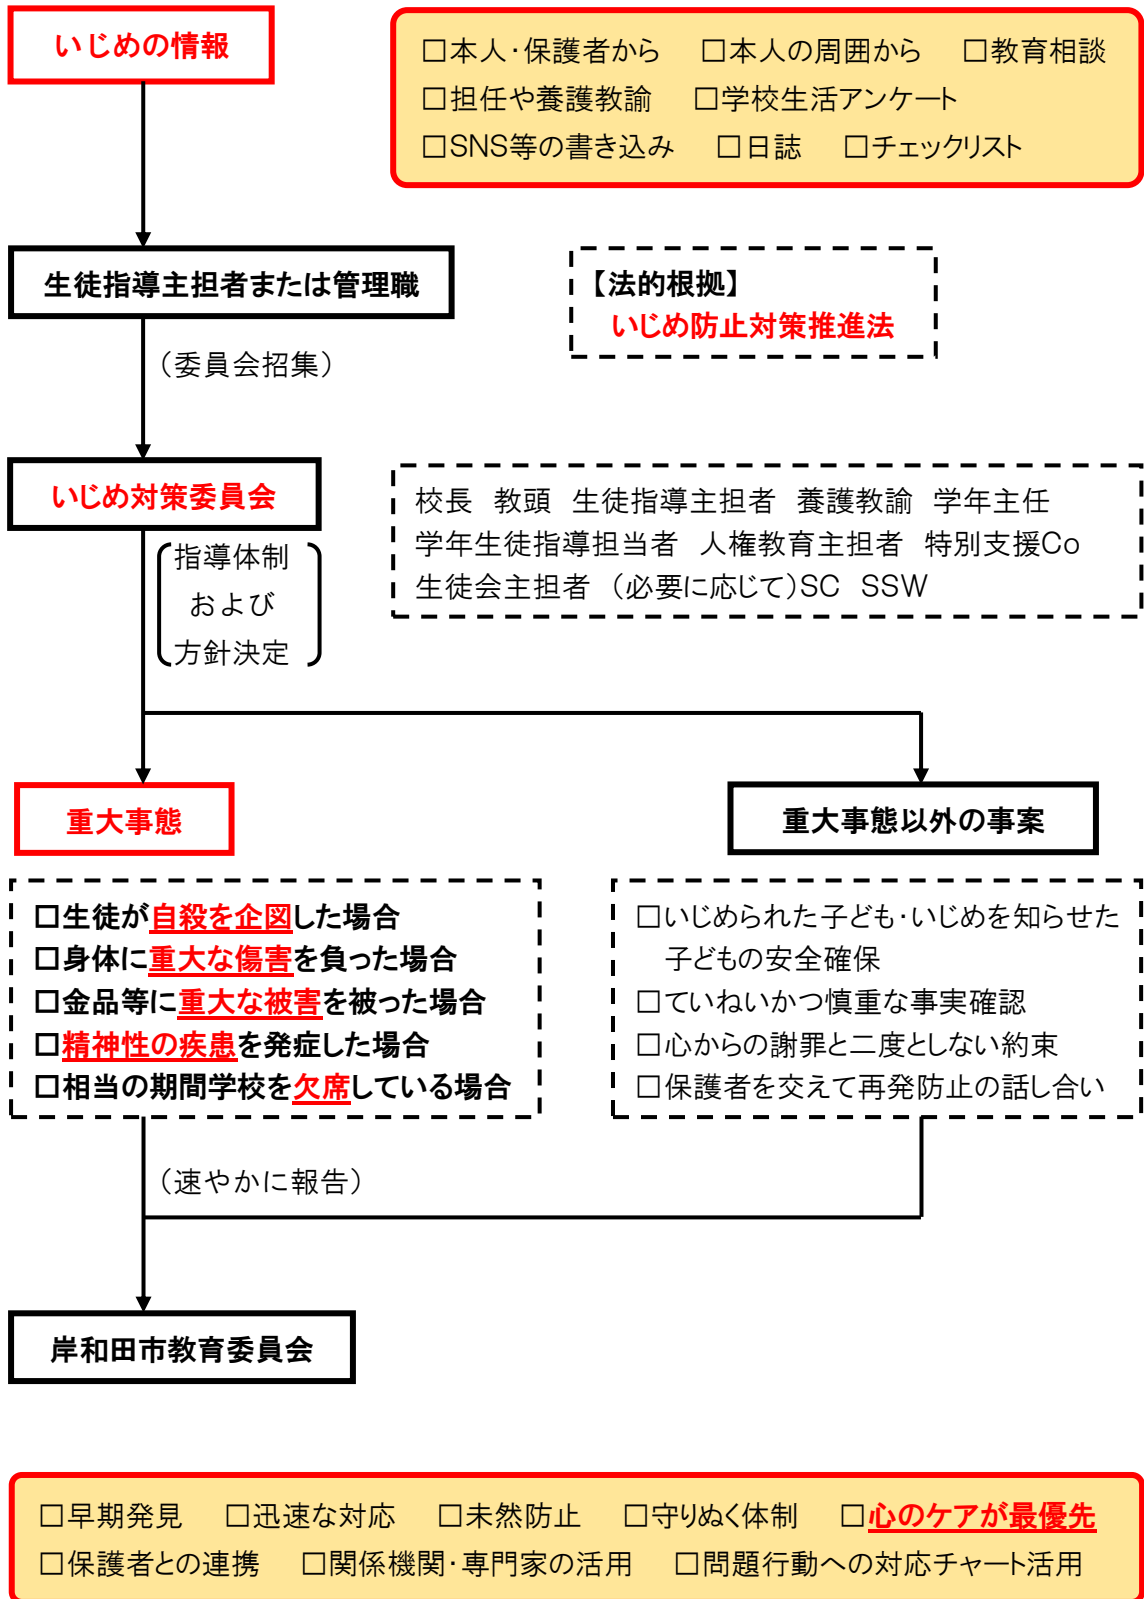 いじめの情報
□本人・保護者から □本人の周囲から □教育相談
□担任や養護教諭 □学校生活アンケート
□SNS等の書き込み □日誌 □チェックリスト
生徒指導主担者または管理職
【法的根拠】
いじめ防止対策推進法
（委員会招集）
いじめ対策委員会
校長 教頭 生徒指導主担者 養護教諭 学年主任
学年生徒指導担当者 人権教育主担者 特別支援Co
生徒会主担者 （必要に応じて）SC SSW
指導体制
および
方針決定
重大事態
重大事態以外の事案
□生徒が自殺を企図した場合
□身体に重大な傷害を負った場合
□金品等に重大な被害を被った場合
□精神性の疾患を発症した場合
□相当の期間学校を欠席している場合
□いじめられた子ども・いじめを知らせた
子どもの安全確保
□ていねいかつ慎重な事実確認
□心からの謝罪と二度としない約束
□保護者を交えて再発防止の話し合い
（速やかに報告）
岸和田市教育委員会
□早期発見 □迅速な対応 □未然防止 □守りぬく体制 □心のケアが最優先
□保護者との連携 □関係機関・専門家の活用 □問題行動への対応チャート活用